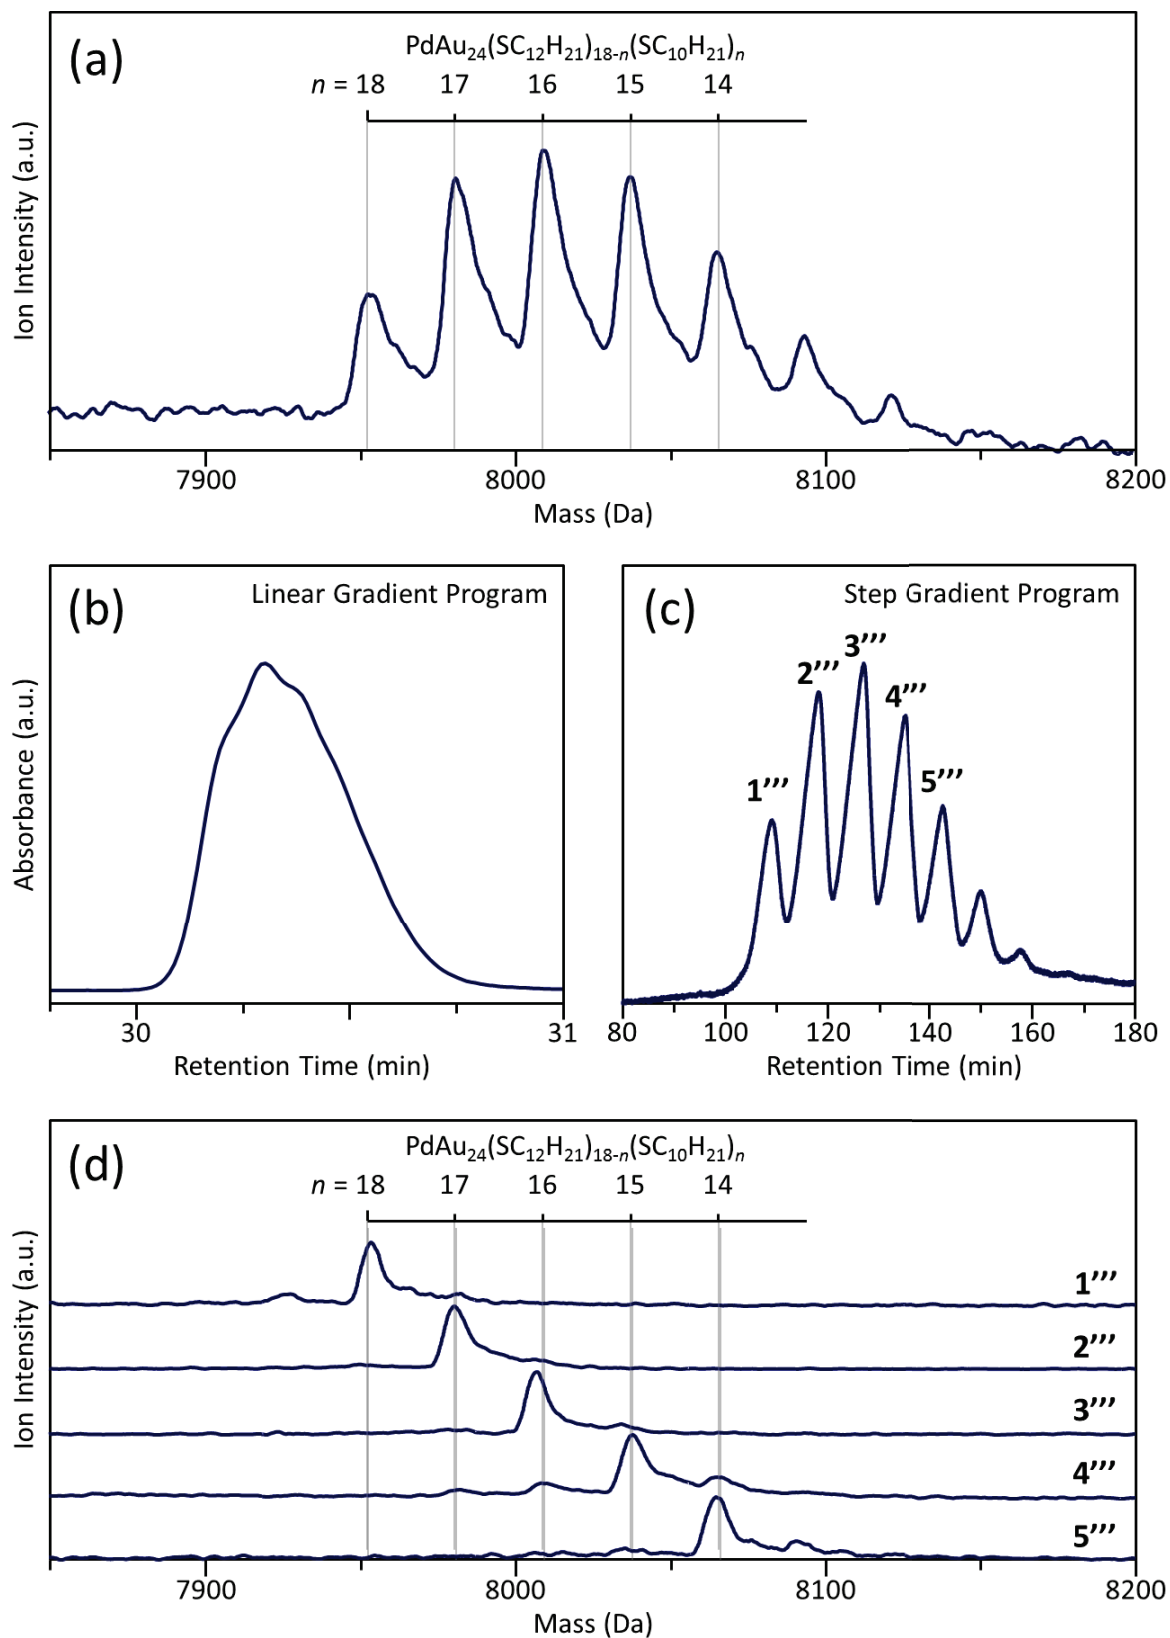 (a)
PdAu₂₄(SC₁₂H₂₁)₁₈₋ₙ(SC₁₀H₂₁)ₙ
n = 18 17 16 15 14
Ion Intensity (a.u.)
7900 8000 8100 8200
Mass (Da)
(b) Linear Gradient Program
Absorbance (a.u.)
30 31
Retention Time (min)
(c) Step Gradient Program
1’’’ 2’’’ 3’’’ 4’’’ 5’’’
80 100 120 140 160 180
Retention Time (min)
(d)
PdAu₂₄(SC₁₂H₂₁)₁₈₋ₙ(SC₁₀H₂₁)ₙ
n = 18 17 16 15 14
Ion Intensity (a.u.)
1’’’
2’’’
3’’’
4’’’
5’’’
7900 8000 8100 8200
Mass (Da)